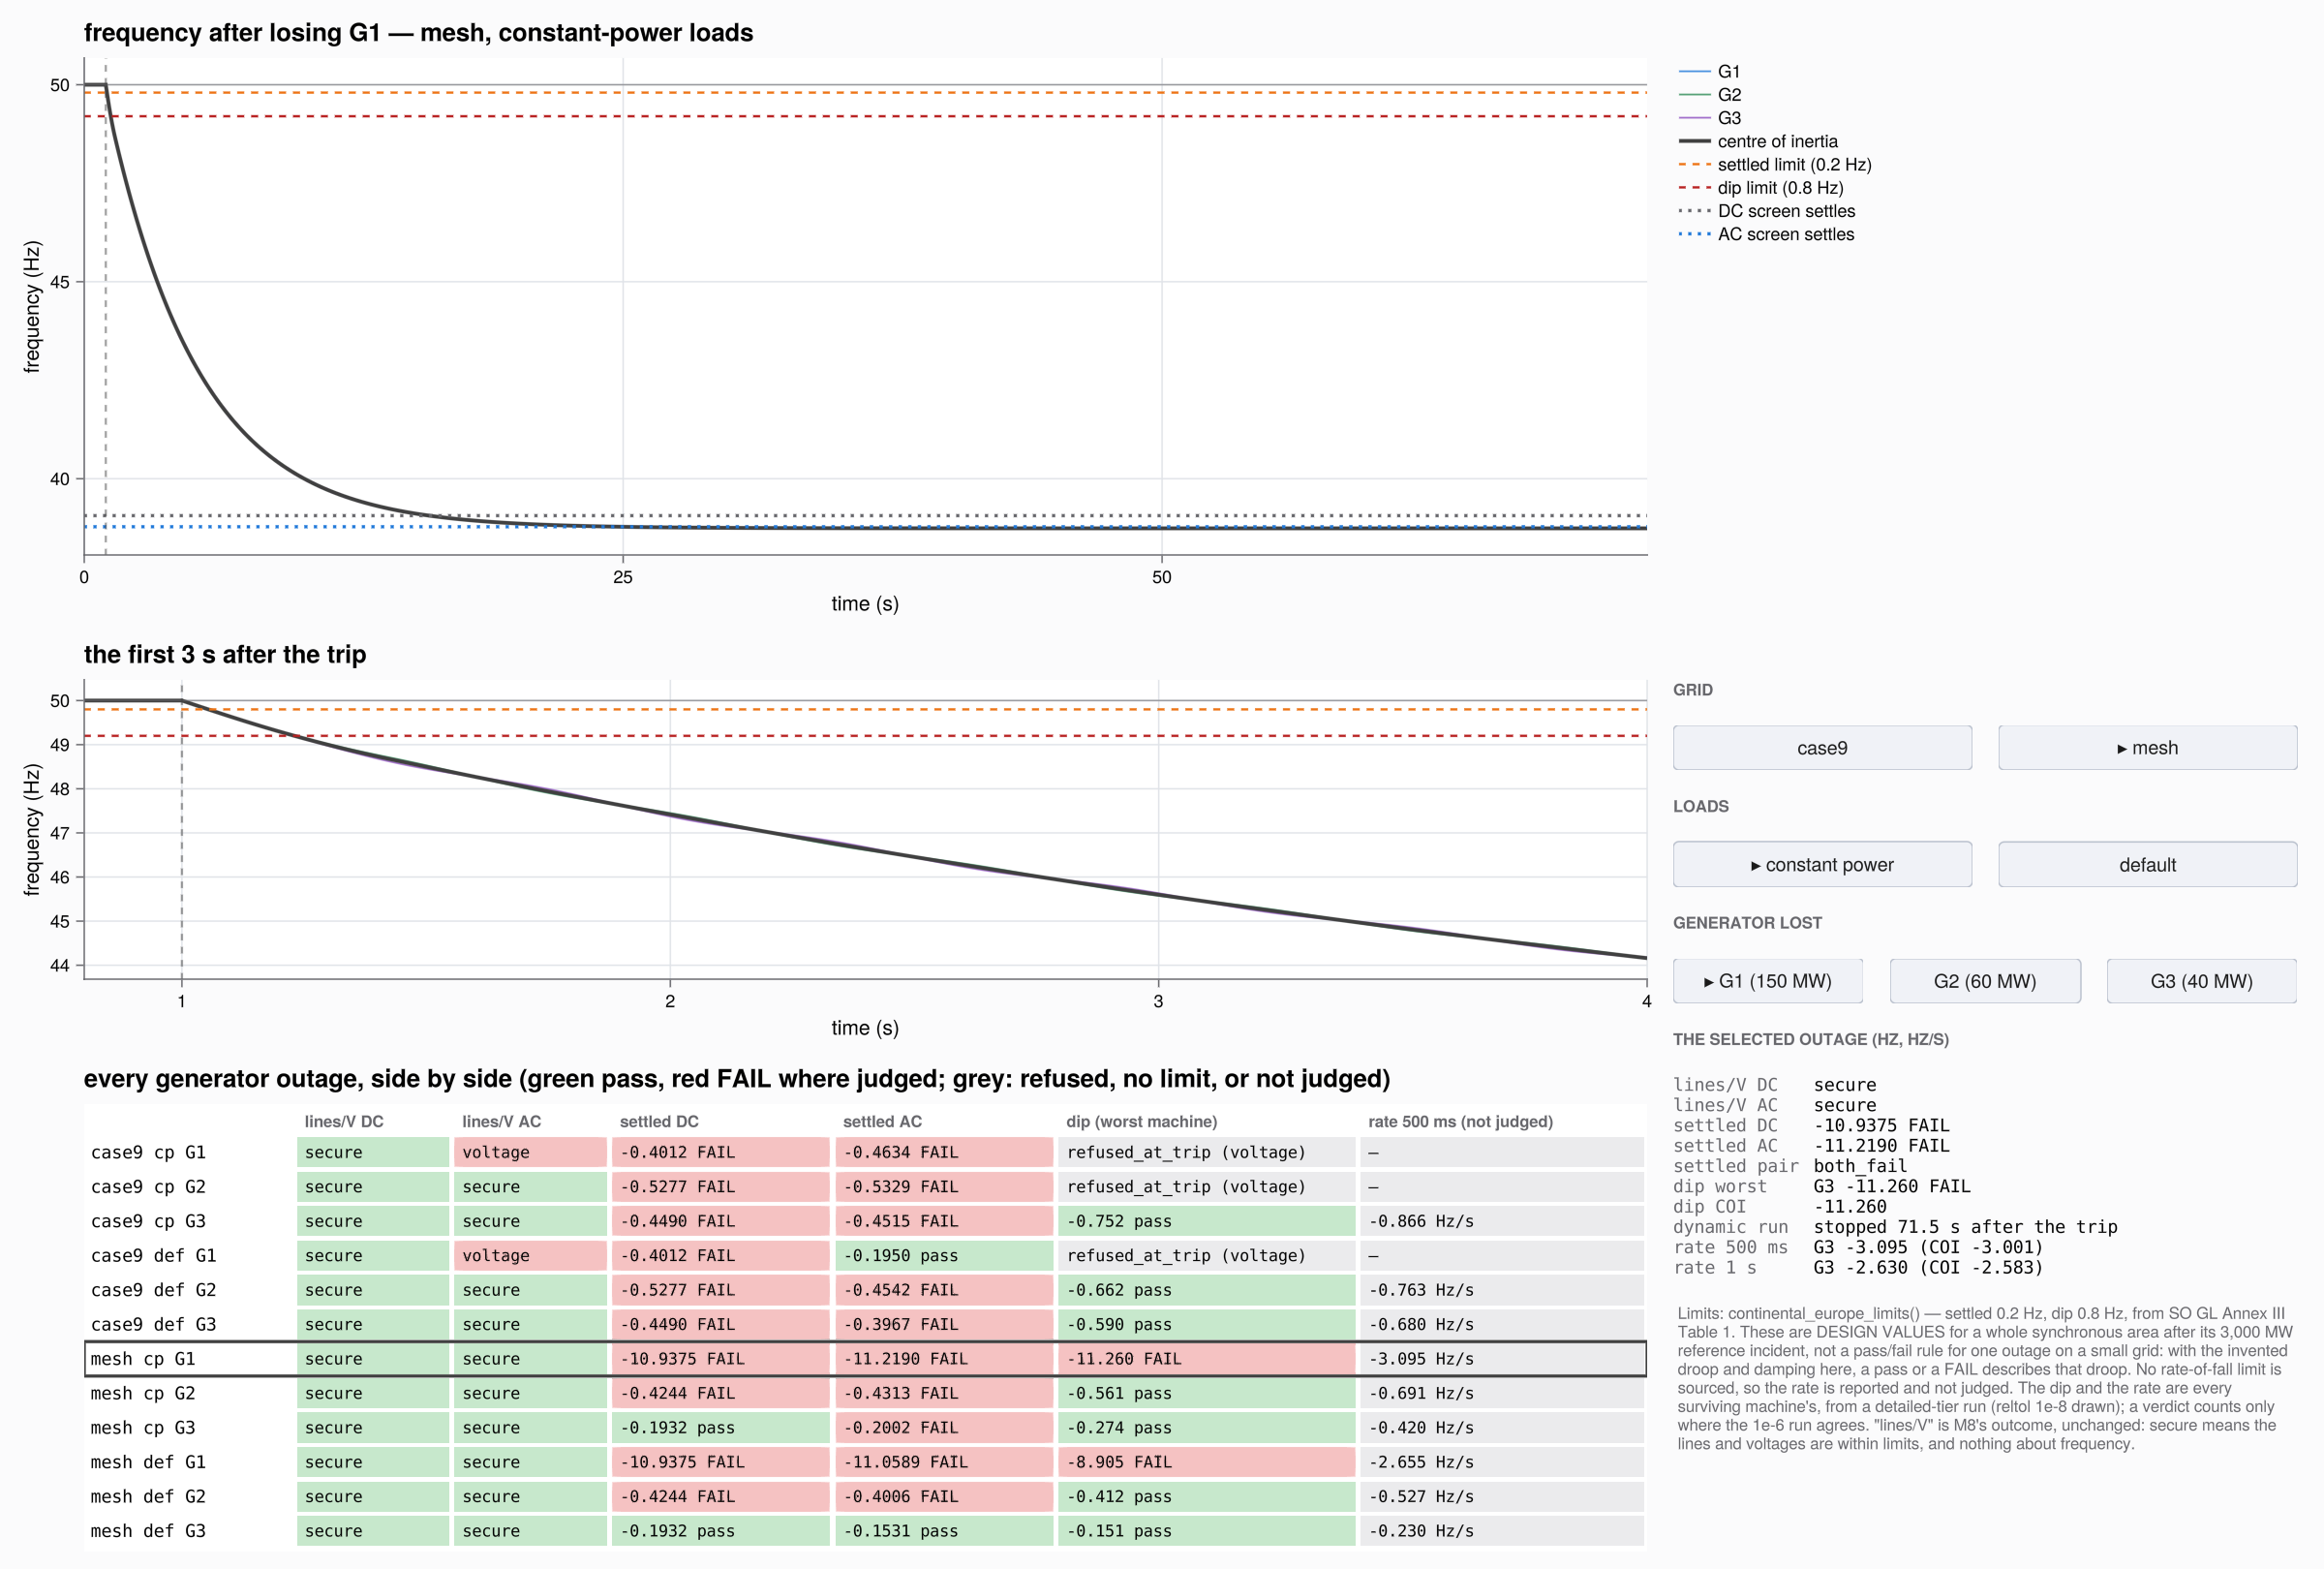 frequency after losing G1 — mesh, constant-power loads
50
45
40
frequency (Hz)
0 25 50
time (s)
G1
G2
G3
centre of inertia
settled limit (0.2 Hz)
dip limit (0.8 Hz)
DC screen settles
AC screen settles
the first 3 s after the trip
50
49
48
47
46
45
44
frequency (Hz)
1 2 3 4
time (s)
GRID
case9 ▸ mesh
LOADS
▸ constant power default
GENERATOR LOST
▸ G1 (150 MW) G2 (60 MW) G3 (40 MW)
THE SELECTED OUTAGE (HZ, HZ/S)
lines/V DC secure
lines/V AC secure
settled DC -10.9375 FAIL
settled AC -11.2190 FAIL
settled pair both_fail
dip worst G3 -11.260 FAIL
dip COI -11.260
dynamic run stopped 71.5 s after the trip
rate 500 ms G3 -3.095 (COI -3.001)
rate 1 s G3 -2.630 (COI -2.583)
Limits: continental_europe_limits() — settled 0.2 Hz, dip 0.8 Hz, from SO GL Annex III
Table 1. These are DESIGN VALUES for a whole synchronous area after its 3,000 MW
reference incident, not a pass/fail rule for one outage on a small grid: with the invented
droop and damping here, a pass or a FAIL describes that droop. No rate-of-fall limit is
sourced, so the rate is reported and not judged. The dip and the rate are every
surviving machine's, from a detailed-tier run (reltol 1e-8 drawn); a verdict counts only
where the 1e-6 run agrees. "lines/V" is M8's outcome, unchanged: secure means the
lines and voltages are within limits, and nothing about frequency.
every generator outage, side by side (green pass, red FAIL where judged; grey: refused, no limit, or not judged)
lines/V DC lines/V AC settled DC settled AC dip (worst machine) rate 500 ms (not judged)
case9 cp G1 secure voltage -0.4012 FAIL -0.4634 FAIL refused_at_trip (voltage) —
case9 cp G2 secure secure -0.5277 FAIL -0.5329 FAIL refused_at_trip (voltage) —
case9 cp G3 secure secure -0.4490 FAIL -0.4515 FAIL -0.752 pass -0.866 Hz/s
case9 def G1 secure voltage -0.4012 FAIL -0.1950 pass refused_at_trip (voltage) —
case9 def G2 secure secure -0.5277 FAIL -0.4542 FAIL -0.662 pass -0.763 Hz/s
case9 def G3 secure secure -0.4490 FAIL -0.3967 FAIL -0.590 pass -0.680 Hz/s
mesh cp G1 secure secure -10.9375 FAIL -11.2190 FAIL -11.260 FAIL -3.095 Hz/s
mesh cp G2 secure secure -0.4244 FAIL -0.4313 FAIL -0.561 pass -0.691 Hz/s
mesh cp G3 secure secure -0.1932 pass -0.2002 FAIL -0.274 pass -0.420 Hz/s
mesh def G1 secure secure -10.9375 FAIL -11.0589 FAIL -8.905 FAIL -2.655 Hz/s
mesh def G2 secure secure -0.4244 FAIL -0.4006 FAIL -0.412 pass -0.527 Hz/s
mesh def G3 secure secure -0.1932 pass -0.1531 pass -0.151 pass -0.230 Hz/s